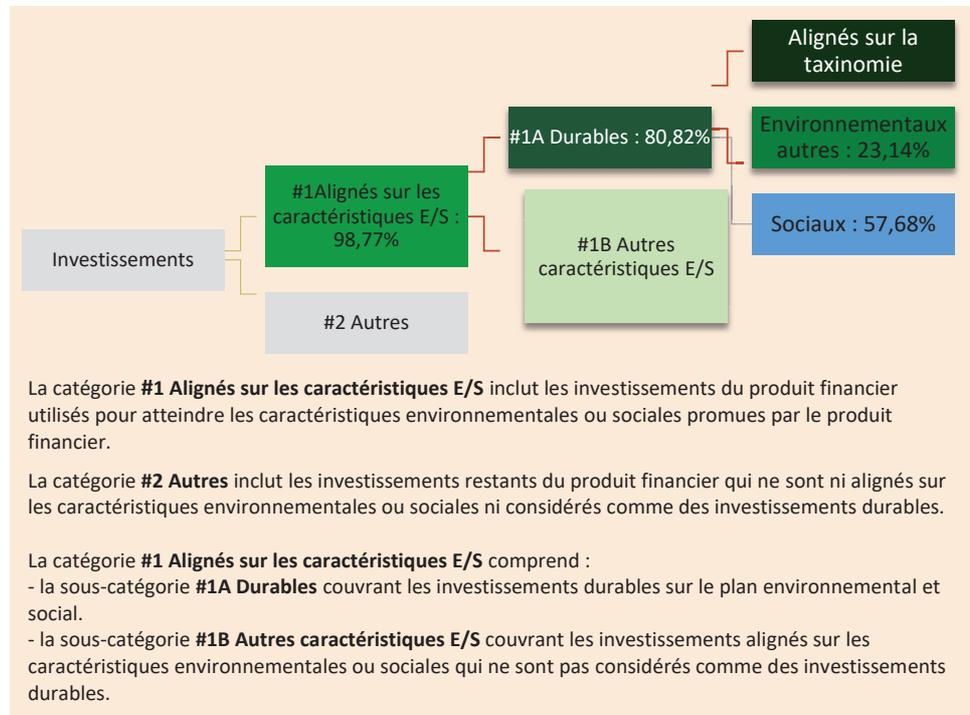 Alignés sur la
taxinomie
#1A Durables : 80,82%
Environnementaux
autres : 23,14%
#1Alignés sur les
caractéristiques E/S :
98,77%
Sociaux : 57,68%
#1B Autres
caractéristiques E/S
Investissements
#2 Autres
La catégorie #1 Alignés sur les caractéristiques E/S inclut les investissements du produit financier
utilisés pour atteindre les caractéristiques environnementales ou sociales promues par le produit
financier.
La catégorie #2 Autres inclut les investissements restants du produit financier qui ne sont ni alignés sur
les caractéristiques environnementales ou sociales ni considérés comme des investissements durables.
La catégorie #1 Alignés sur les caractéristiques E/S comprend :
- la sous-catégorie #1A Durables couvrant les investissements durables sur le plan environnemental et
social.
- la sous-catégorie #1B Autres caractéristiques E/S couvrant les investissements alignés sur les
caractéristiques environnementales ou sociales qui ne sont pas considérés comme des investissements
durables.